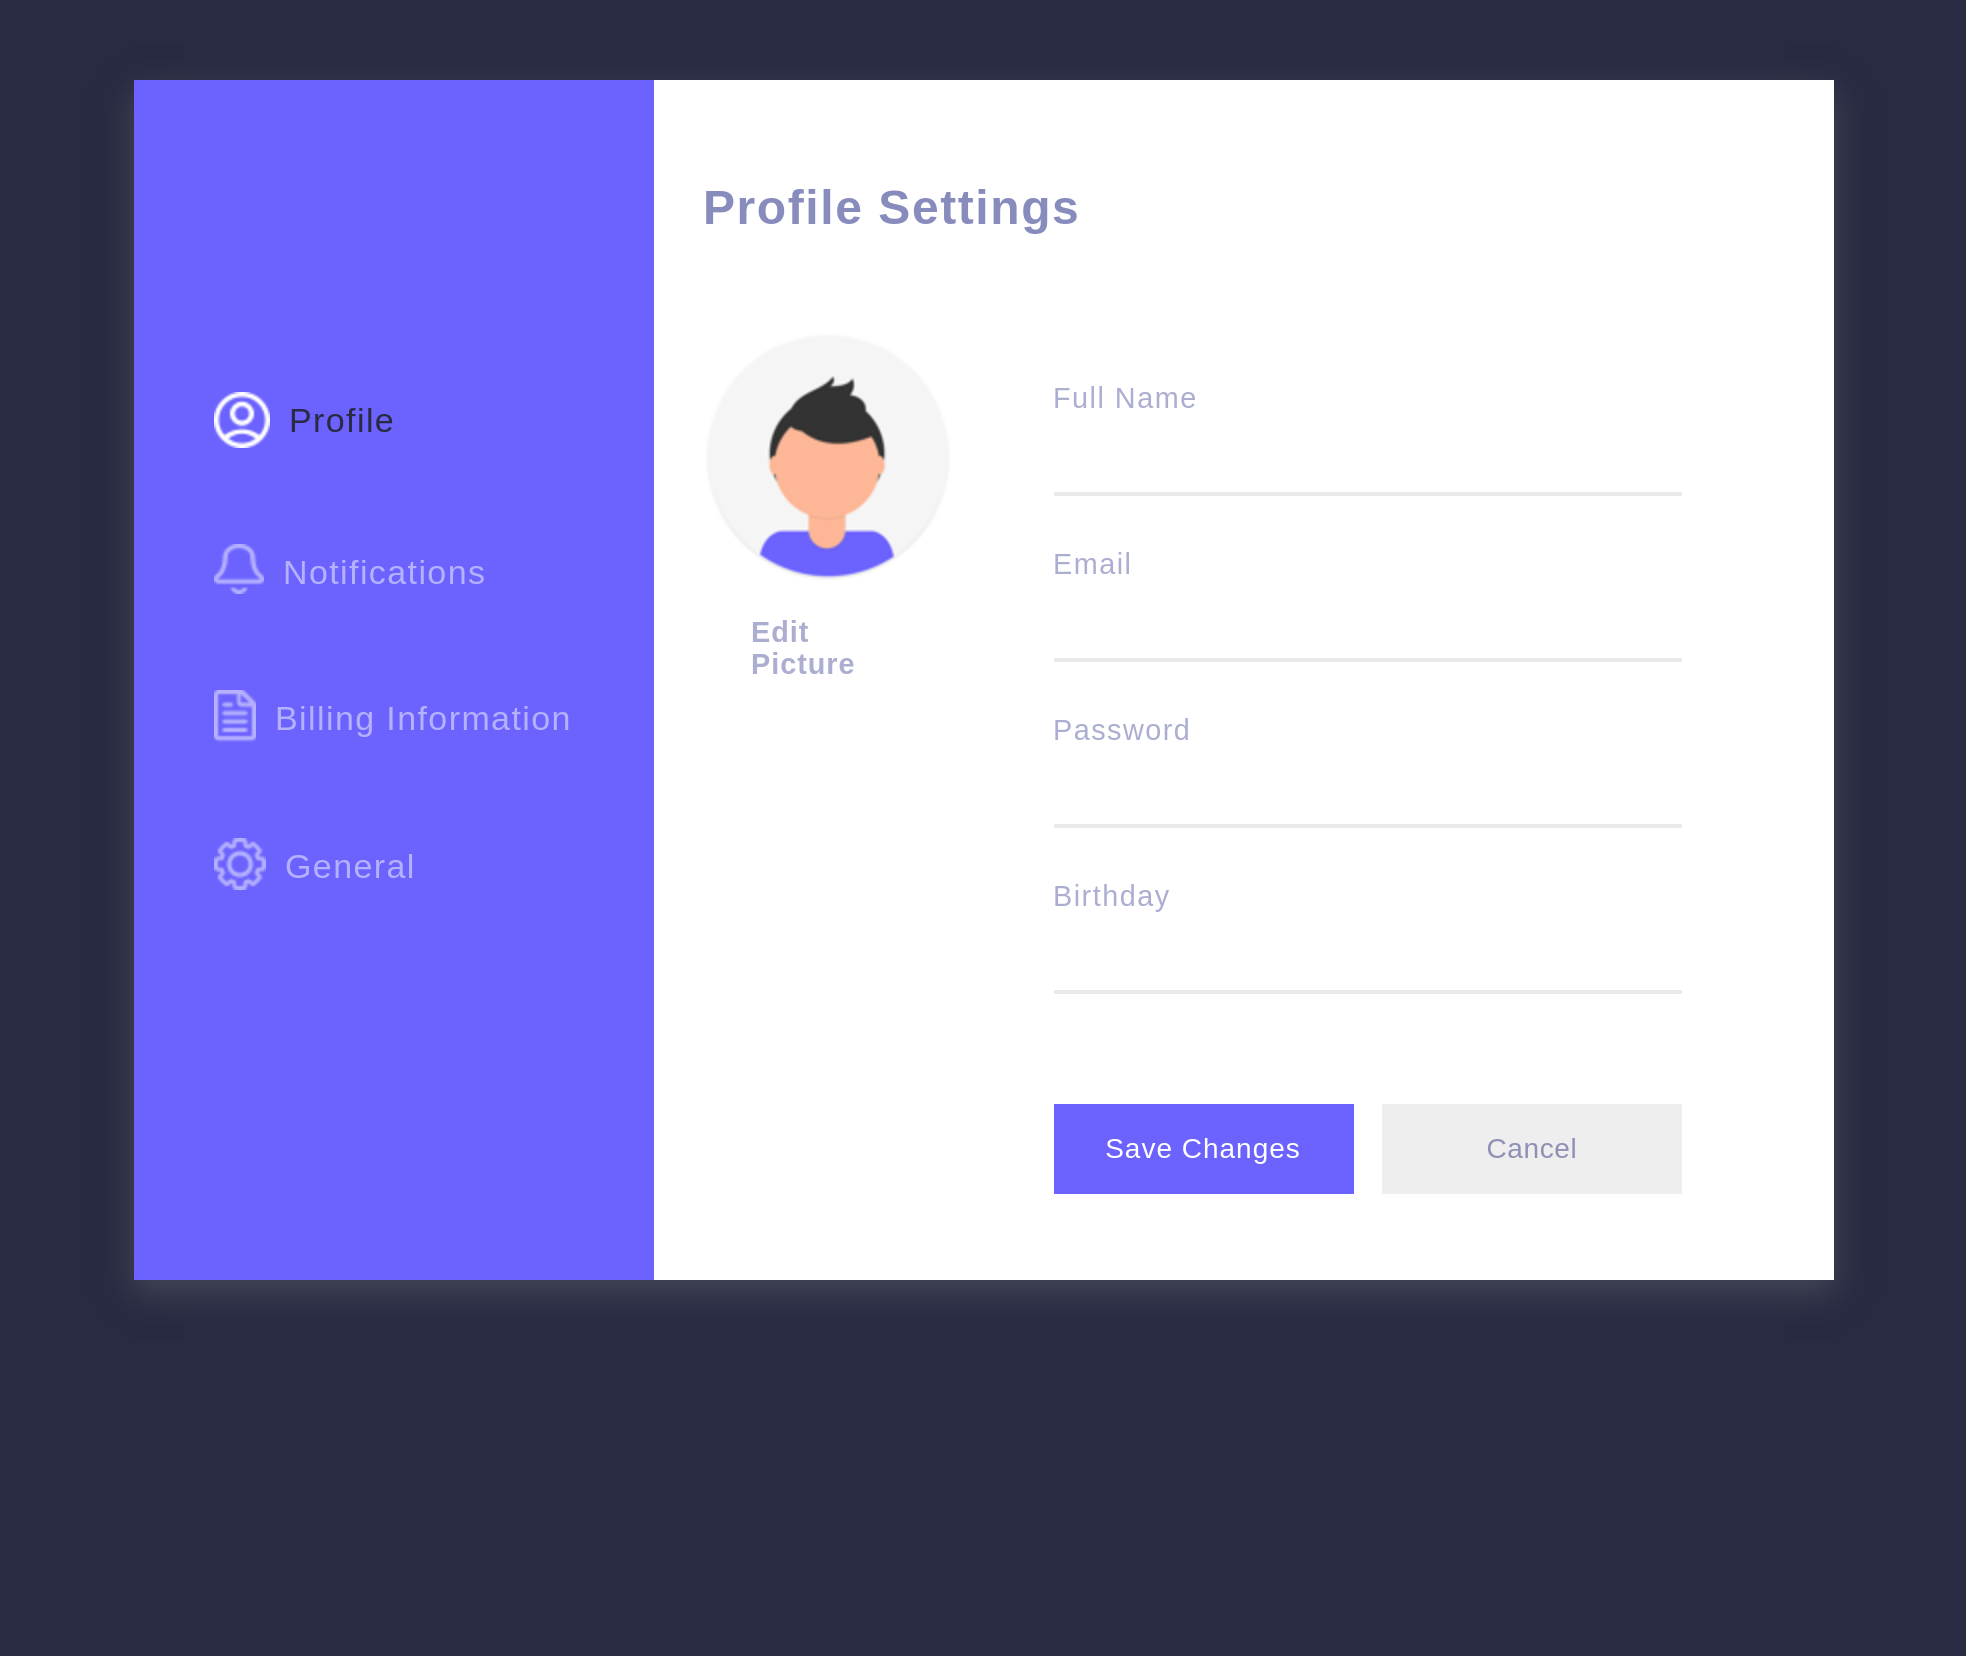 Profile
Notifications
Billing Information
General
Profile Settings
Edit
Picture
Full Name
Email
Password
Birthday
Save Changes
Cancel